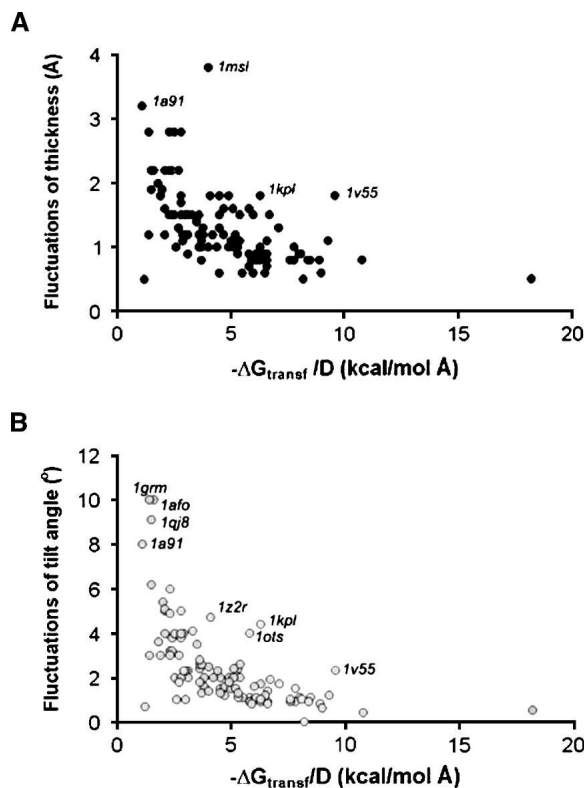 A
Fluctuations of thickness (Å)
4
3
2
1
0
1msl
1a91
1kpl
1v55
0
5
10
15
20
-ΔGtransf/D (kcal/mol Å)
B
Fluctuations of tilt angle (º)
12
10
8
6
4
2
0
1grm
1afo
1qj8
1a91
1z2r
1kpl
1ots
1v55
0
5
10
15
20
-ΔGtransf/D (kcal/mol Å)